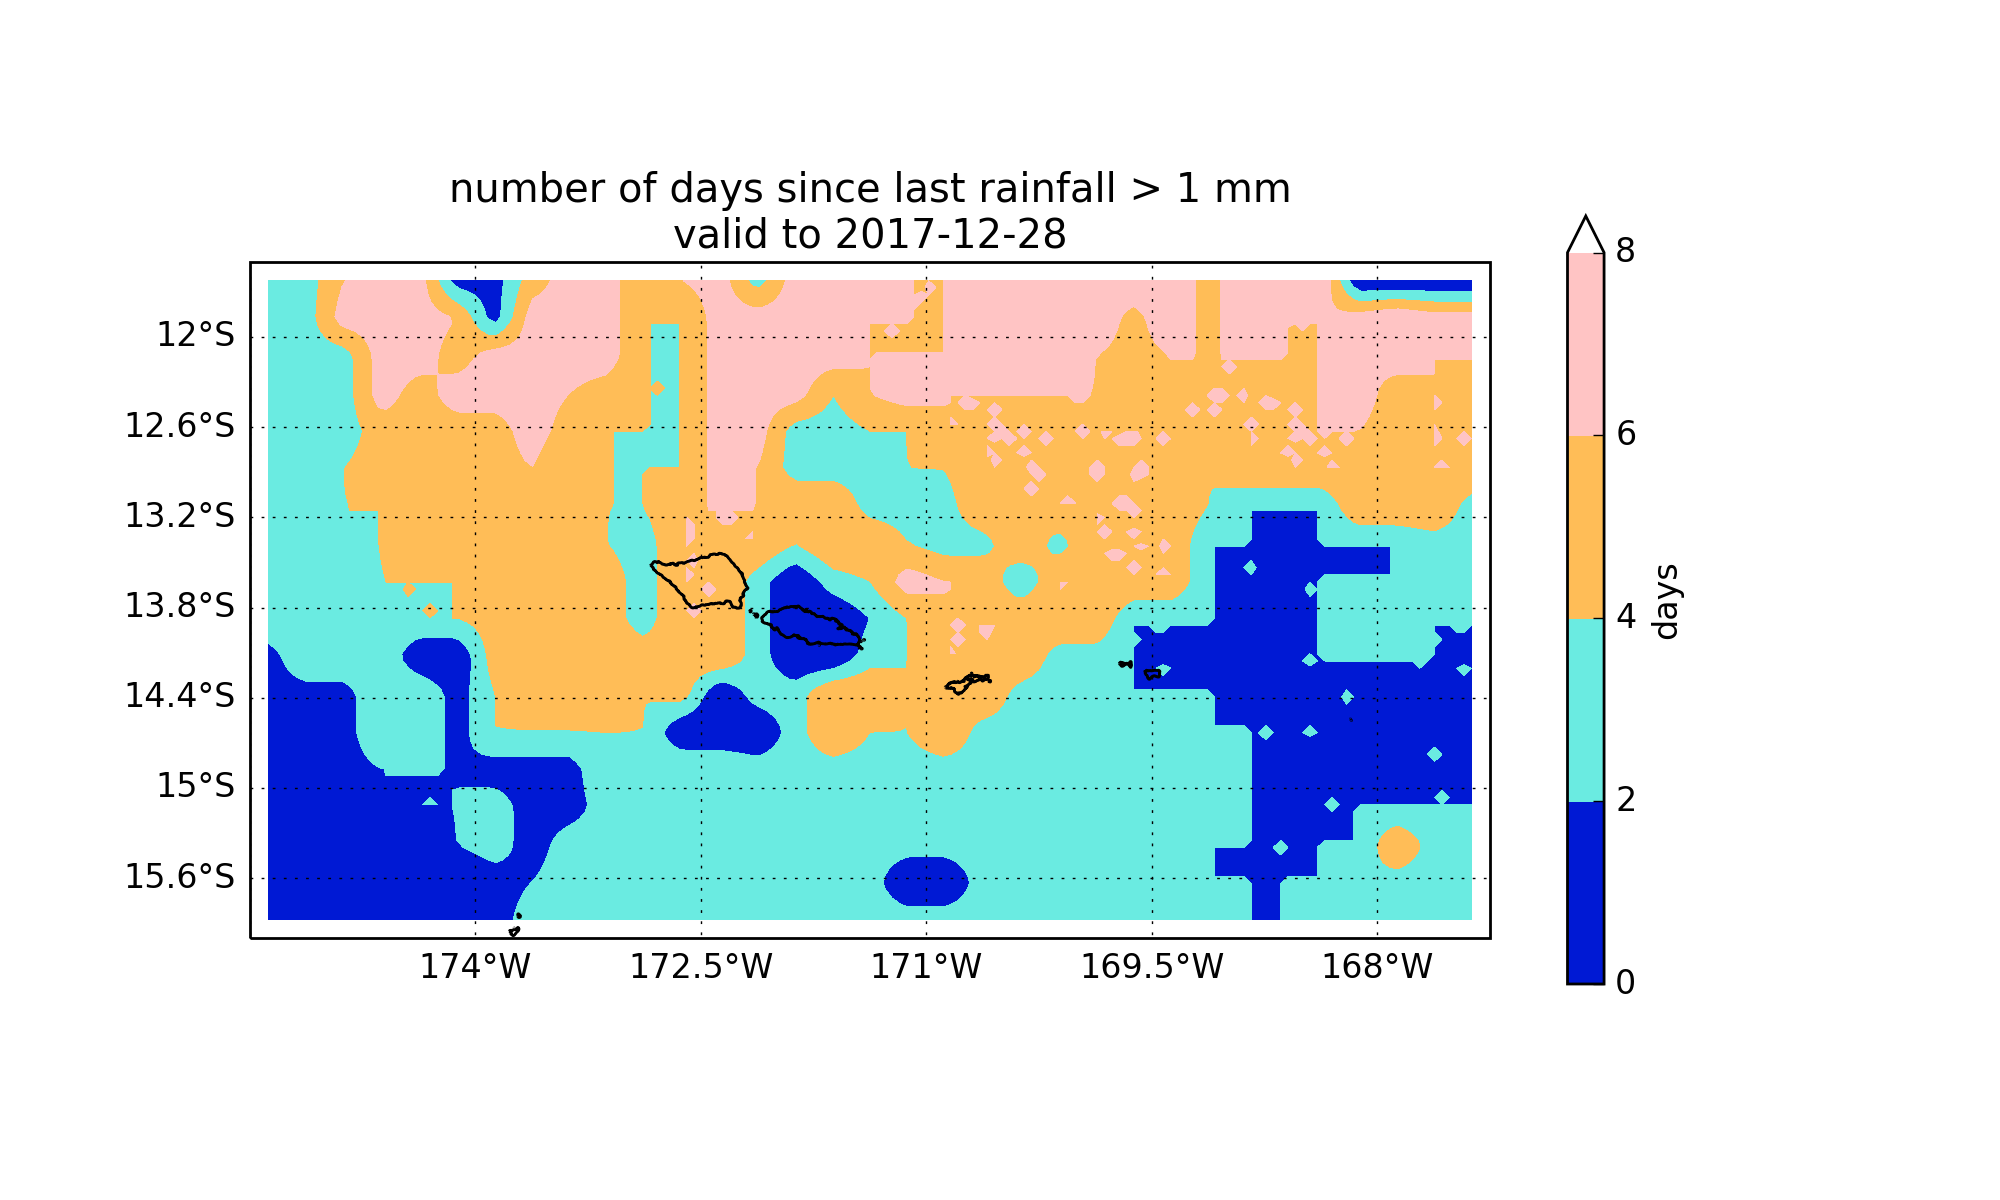 number of days since last rainfall > 1 mm
valid to 2017-12-28
12°S
12.6°S
13.2°S
13.8°S
14.4°S
15°S
15.6°S
174°W
172.5°W
171°W
169.5°W
168°W
8
6
4
2
0
days